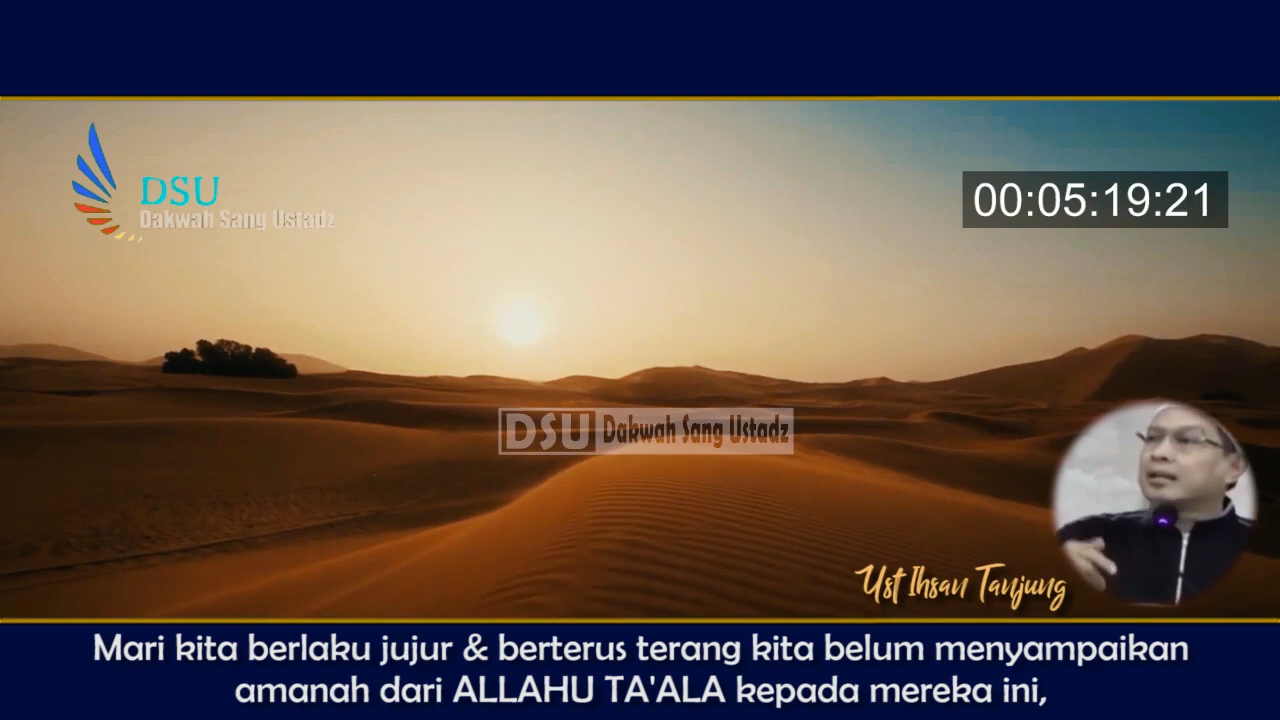 DSU
Dakwah Sang Ustadz
00:05:19:21
DSU Dakwah Sang Ustadz
Ust Ihsan Tanjung
Mari kita berlaku jujur & berterus terang kita belum menyampaikan
amanah dari ALLAHU TA'ALA kepada mereka ini,